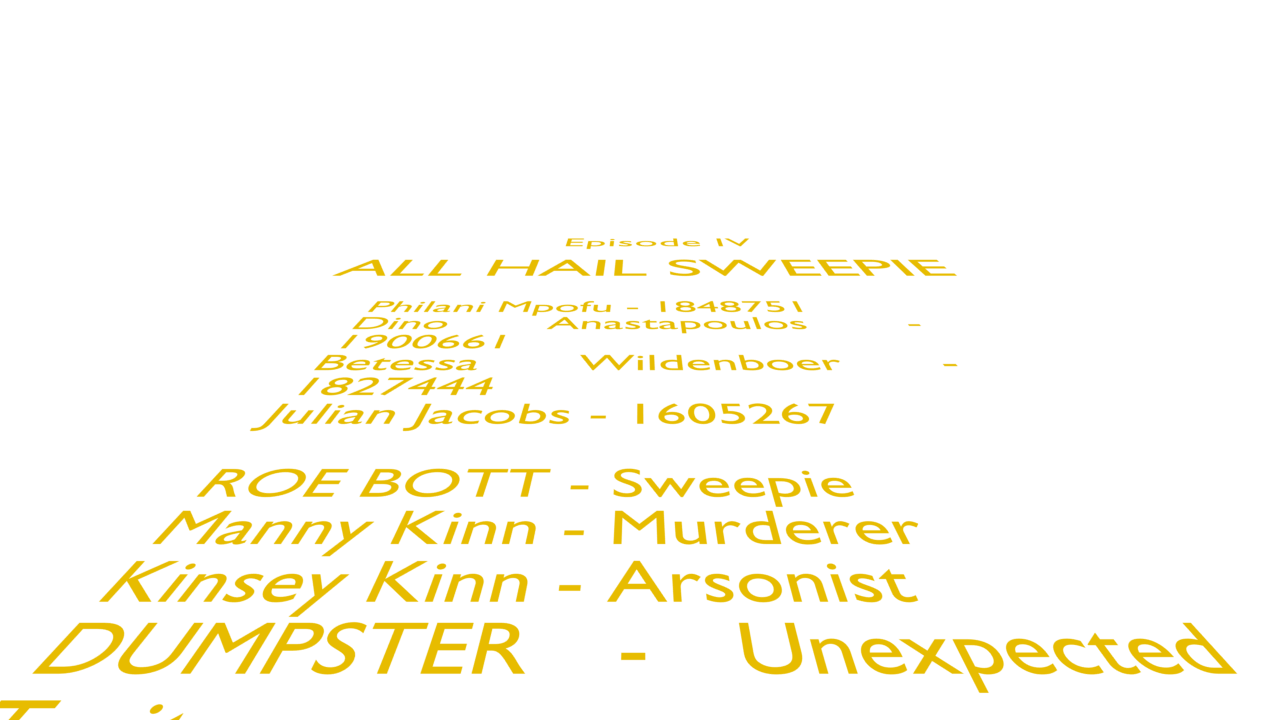 Episode IV
ALL HAIL SWEEPIE
Philani Mpofu - 1848751
Dino Anastapoulos -
1900661
Betessa Wildenboer -
1827444
Julian Jacobs - 1605267
ROE BOTT - Sweepie
Manny Kinn - Murderer
Kinsey Kinn - Arsonist
DUMPSTER - Unexpected